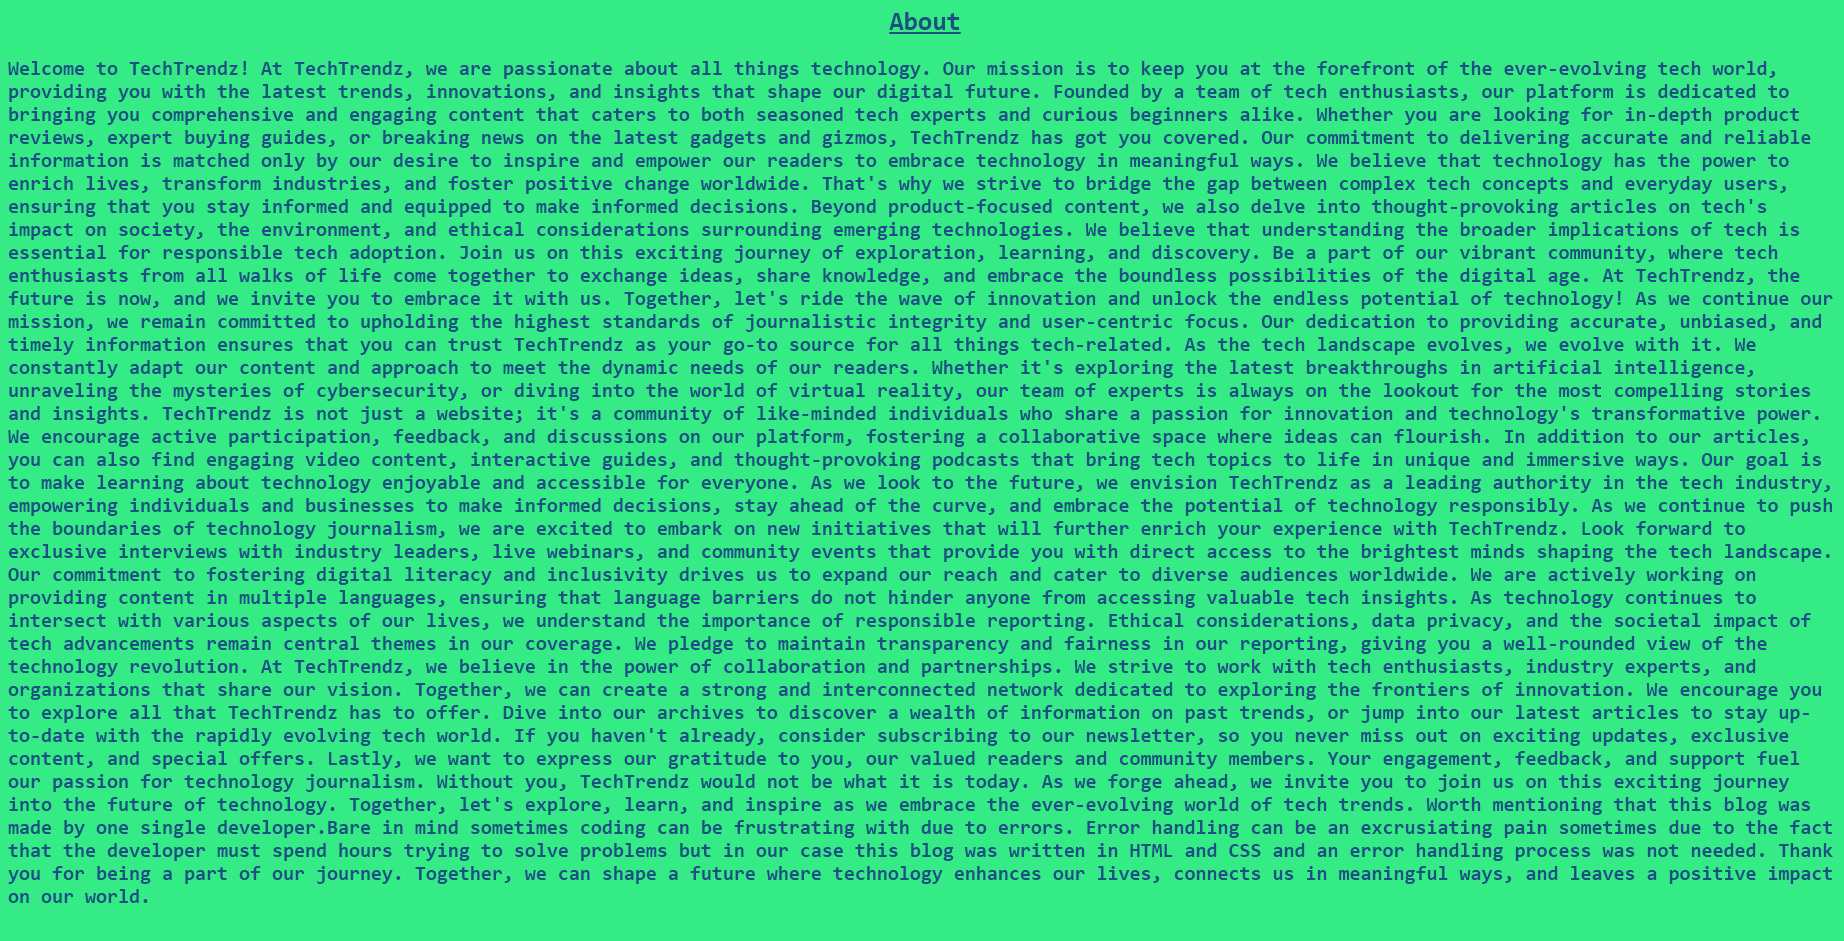 About
Welcome to TechTrendz! At TechTrendz, we are passionate about all things technology. Our mission is to keep you at the forefront of the ever-evolving tech world,
providing you with the latest trends, innovations, and insights that shape our digital future. Founded by a team of tech enthusiasts, our platform is dedicated to
bringing you comprehensive and engaging content that caters to both seasoned tech experts and curious beginners alike. Whether you are looking for in-depth product
reviews, expert buying guides, or breaking news on the latest gadgets and gizmos, TechTrendz has got you covered. Our commitment to delivering accurate and reliable
information is matched only by our desire to inspire and empower our readers to embrace technology in meaningful ways. We believe that technology has the power to
enrich lives, transform industries, and foster positive change worldwide. That's why we strive to bridge the gap between complex tech concepts and everyday users,
ensuring that you stay informed and equipped to make informed decisions. Beyond product-focused content, we also delve into thought-provoking articles on tech's
impact on society, the environment, and ethical considerations surrounding emerging technologies. We believe that understanding the broader implications of tech is
essential for responsible tech adoption. Join us on this exciting journey of exploration, learning, and discovery. Be a part of our vibrant community, where tech
enthusiasts from all walks of life come together to exchange ideas, share knowledge, and embrace the boundless possibilities of the digital age. At TechTrendz, the
future is now, and we invite you to embrace it with us. Together, let's ride the wave of innovation and unlock the endless potential of technology! As we continue our
mission, we remain committed to upholding the highest standards of journalistic integrity and user-centric focus. Our dedication to providing accurate, unbiased, and
timely information ensures that you can trust TechTrendz as your go-to source for all things tech-related. As the tech landscape evolves, we evolve with it. We
constantly adapt our content and approach to meet the dynamic needs of our readers. Whether it's exploring the latest breakthroughs in artificial intelligence,
unraveling the mysteries of cybersecurity, or diving into the world of virtual reality, our team of experts is always on the lookout for the most compelling stories
and insights. TechTrendz is not just a website; it's a community of like-minded individuals who share a passion for innovation and technology's transformative power.
We encourage active participation, feedback, and discussions on our platform, fostering a collaborative space where ideas can flourish. In addition to our articles,
you can also find engaging video content, interactive guides, and thought-provoking podcasts that bring tech topics to life in unique and immersive ways. Our goal is
to make learning about technology enjoyable and accessible for everyone. As we look to the future, we envision TechTrendz as a leading authority in the tech industry,
empowering individuals and businesses to make informed decisions, stay ahead of the curve, and embrace the potential of technology responsibly. As we continue to push
the boundaries of technology journalism, we are excited to embark on new initiatives that will further enrich your experience with TechTrendz. Look forward to
exclusive interviews with industry leaders, live webinars, and community events that provide you with direct access to the brightest minds shaping the tech landscape.
Our commitment to fostering digital literacy and inclusivity drives us to expand our reach and cater to diverse audiences worldwide. We are actively working on
providing content in multiple languages, ensuring that language barriers do not hinder anyone from accessing valuable tech insights. As technology continues to
intersect with various aspects of our lives, we understand the importance of responsible reporting. Ethical considerations, data privacy, and the societal impact of
tech advancements remain central themes in our coverage. We pledge to maintain transparency and fairness in our reporting, giving you a well-rounded view of the
technology revolution. At TechTrendz, we believe in the power of collaboration and partnerships. We strive to work with tech enthusiasts, industry experts, and
organizations that share our vision. Together, we can create a strong and interconnected network dedicated to exploring the frontiers of innovation. We encourage you
to explore all that TechTrendz has to offer. Dive into our archives to discover a wealth of information on past trends, or jump into our latest articles to stay up-
to-date with the rapidly evolving tech world. If you haven't already, consider subscribing to our newsletter, so you never miss out on exciting updates, exclusive
content, and special offers. Lastly, we want to express our gratitude to you, our valued readers and community members. Your engagement, feedback, and support fuel
our passion for technology journalism. Without you, TechTrendz would not be what it is today. As we forge ahead, we invite you to join us on this exciting journey
into the future of technology. Together, let's explore, learn, and inspire as we embrace the ever-evolving world of tech trends. Worth mentioning that this blog was
made by one single developer.Bare in mind sometimes coding can be frustrating with due to errors. Error handling can be an excrusiating pain sometimes due to the fact
that the developer must spend hours trying to solve problems but in our case this blog was written in HTML and CSS and an error handling process was not needed. Thank
you for being a part of our journey. Together, we can shape a future where technology enhances our lives, connects us in meaningful ways, and leaves a positive impact
on our world.